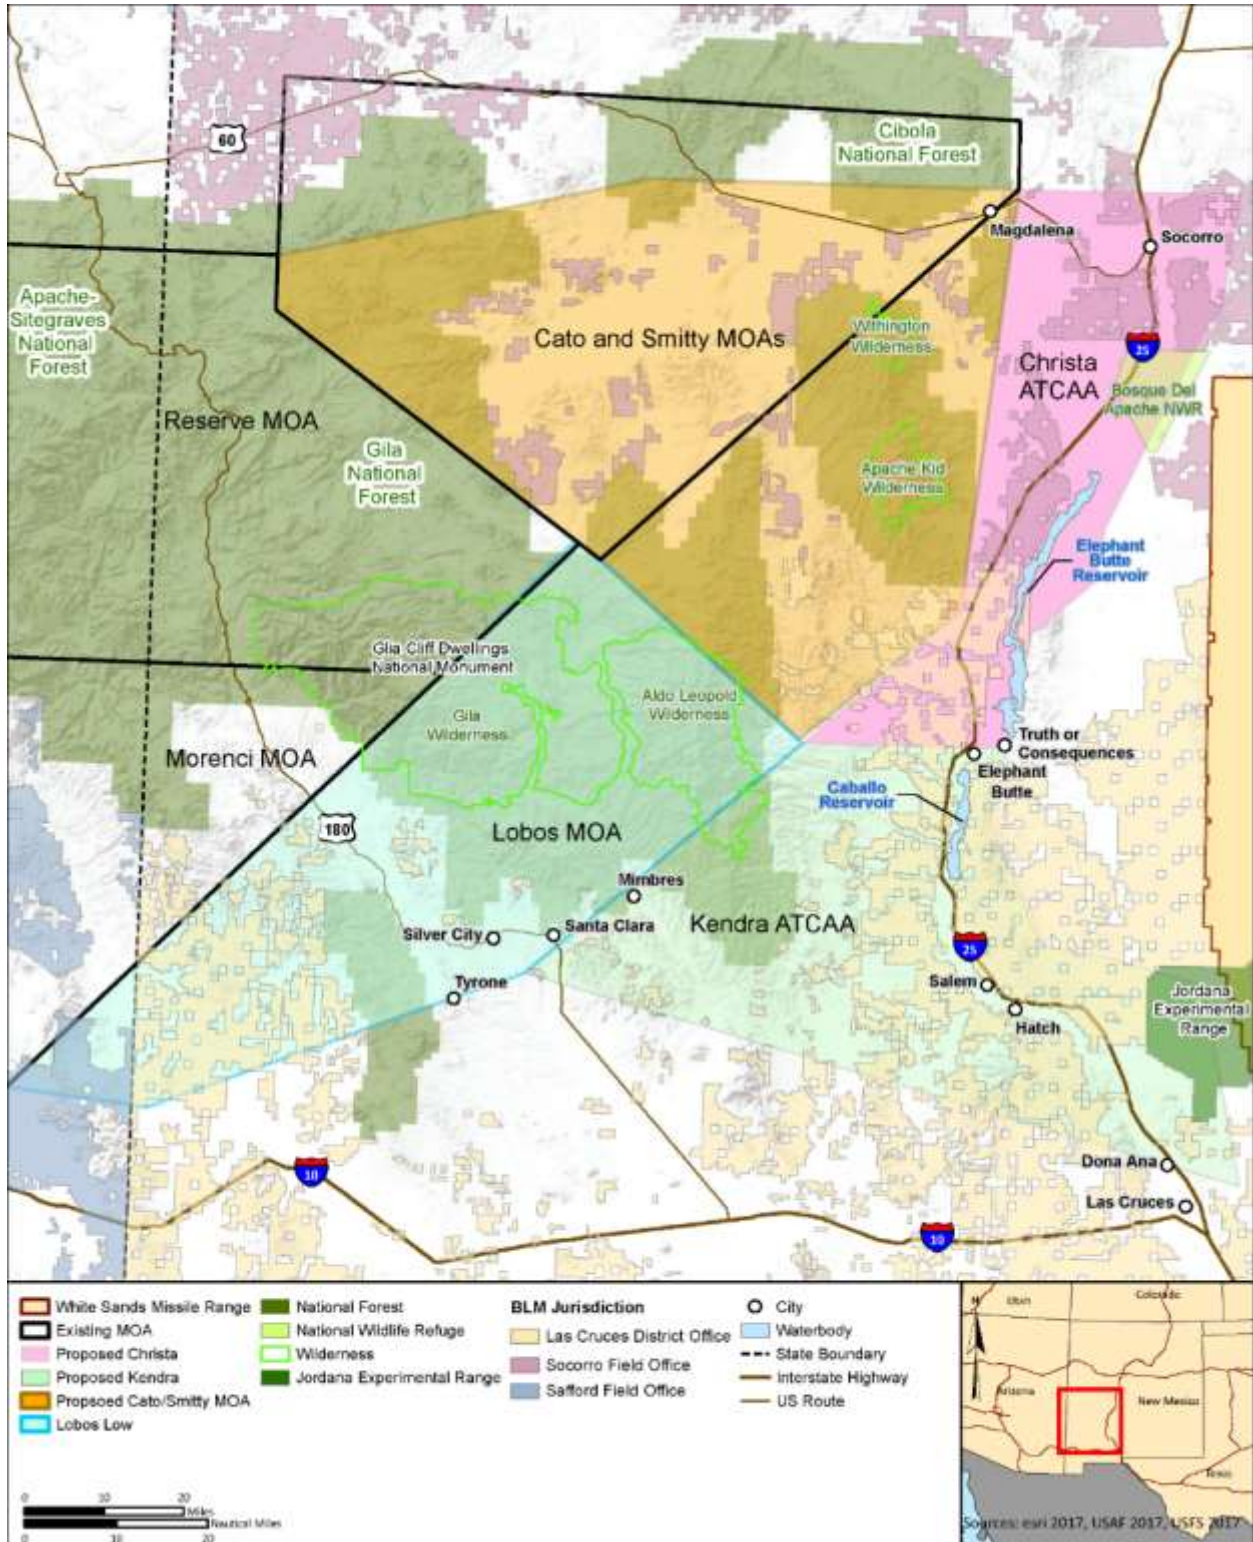 60
Cibola
National Forest
Magdalena
Socorro
Apache-
Sitegraves
National
Forest
Cato and Smitty MOAs
Withington
Wilderness
25
Christa
ATCAA
Bosque Del
Apache NWR
Reserve MOA
Gila
National
Forest
Apache Kid
Wilderness
Elephant
Butte
Reservoir
Glia Cliff Dwellings
National Monument
Gila
Wilderness
Aldo Leopold
Wilderness
Morenci MOA
Truth or
Consequences
Elephant
Butte
Caballo
Reservoir
180
Lobos MOA
Mimbres
Kendra ATCAA
Silver City
Santa Clara
25
Tyrone
Salem
Hatch
Jordana
Experimental
Range
10
Dona Ana
Las Cruces
10
White Sands Missile Range
Existing MOA
Proposed Christa
Proposed Kendra
Propsoed Cato/Smitty MOA
Lobos Low
National Forest
National Wildlife Refuge
Wilderness
Jordana Experimental Range
BLM Jurisdiction
Las Cruces District Office
Socorro Field Office
Safford Field Office
City
Waterbody
State Boundary
Interstate Highway
US Route
0 10 20
Miles
Nautical Miles
0 10 20
N
Utah
Colorado
Arizona
New Mexico
Texas
Sources: esri 2017, USAF 2017, USFS 2017